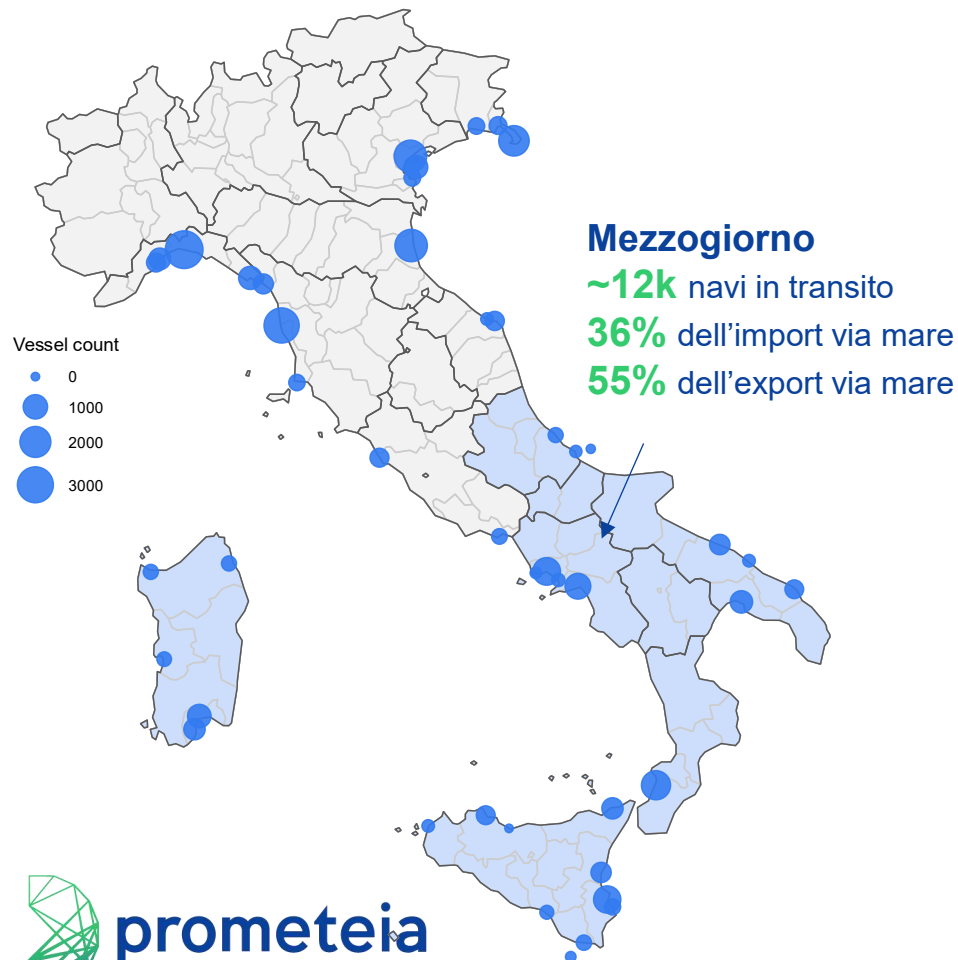 Mezzogiorno
~12k navi in transito
36% dell’import via mare
55% dell’export via mare
Vessel count
0
1000
2000
3000
prometeia